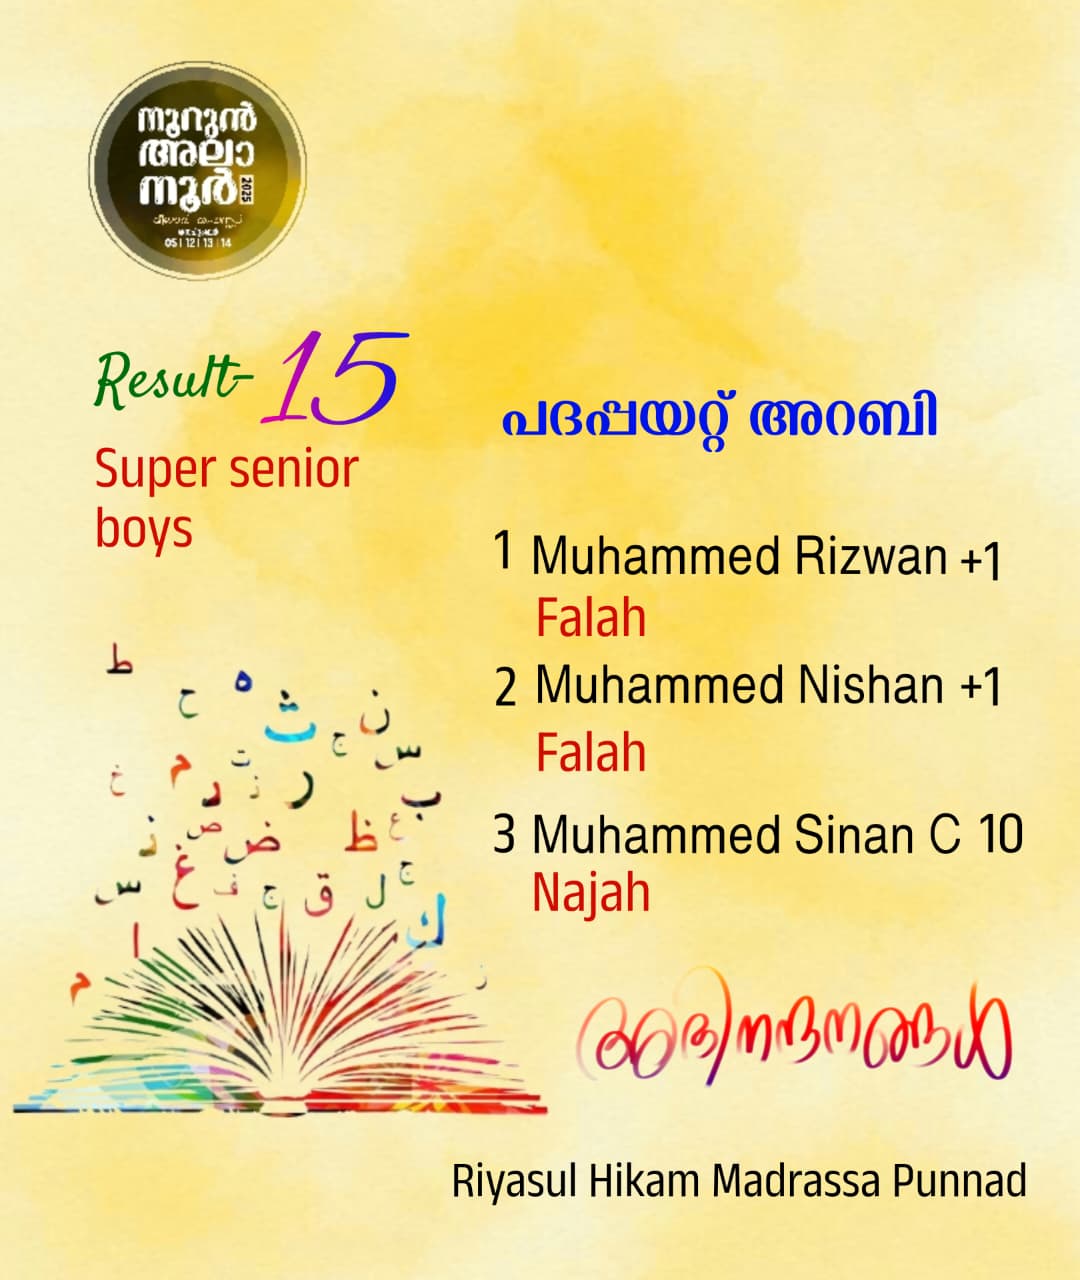 നൂറുൻ
അലാ
നൂർ 2025
05 | 12 | 13 | 14
Result- 15
Super senior
boys
പദപ്പയറ്റ് അറബി
1 Muhammed Rizwan +1
Falah
2 Muhammed Nishan +1
Falah
3 Muhammed Sinan C 10
Najah
ط
ه
ح
ث
ن
ج
س
ت
م
خ
ز
د
ر
ب
ص
ض
ظ
ع
ذ
غ
ف
ج
ق
ل
ج
س
ك
ا
م
ز
അഭിനന്ദനങ്ങൾ
Riyasul Hikam Madrassa Punnad